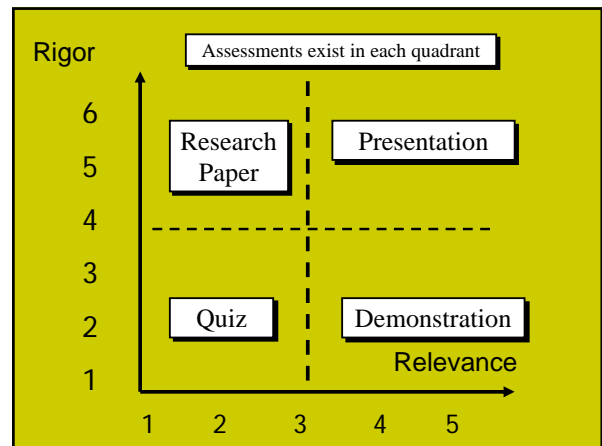 Assessments exist in each quadrant
Rigor
6
Research
Paper
Presentation
5
4
3
2
Quiz
Demonstration
Relevance
1
1 2 3 4 5